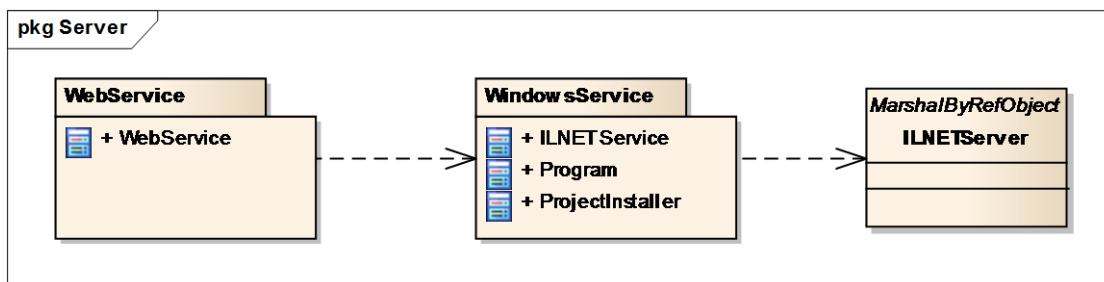 pkg Server
WebService
+ WebService
WindowsService
+ ILNETService
+ Program
+ ProjectInstaller
MarshalByRefObject
ILNETServer